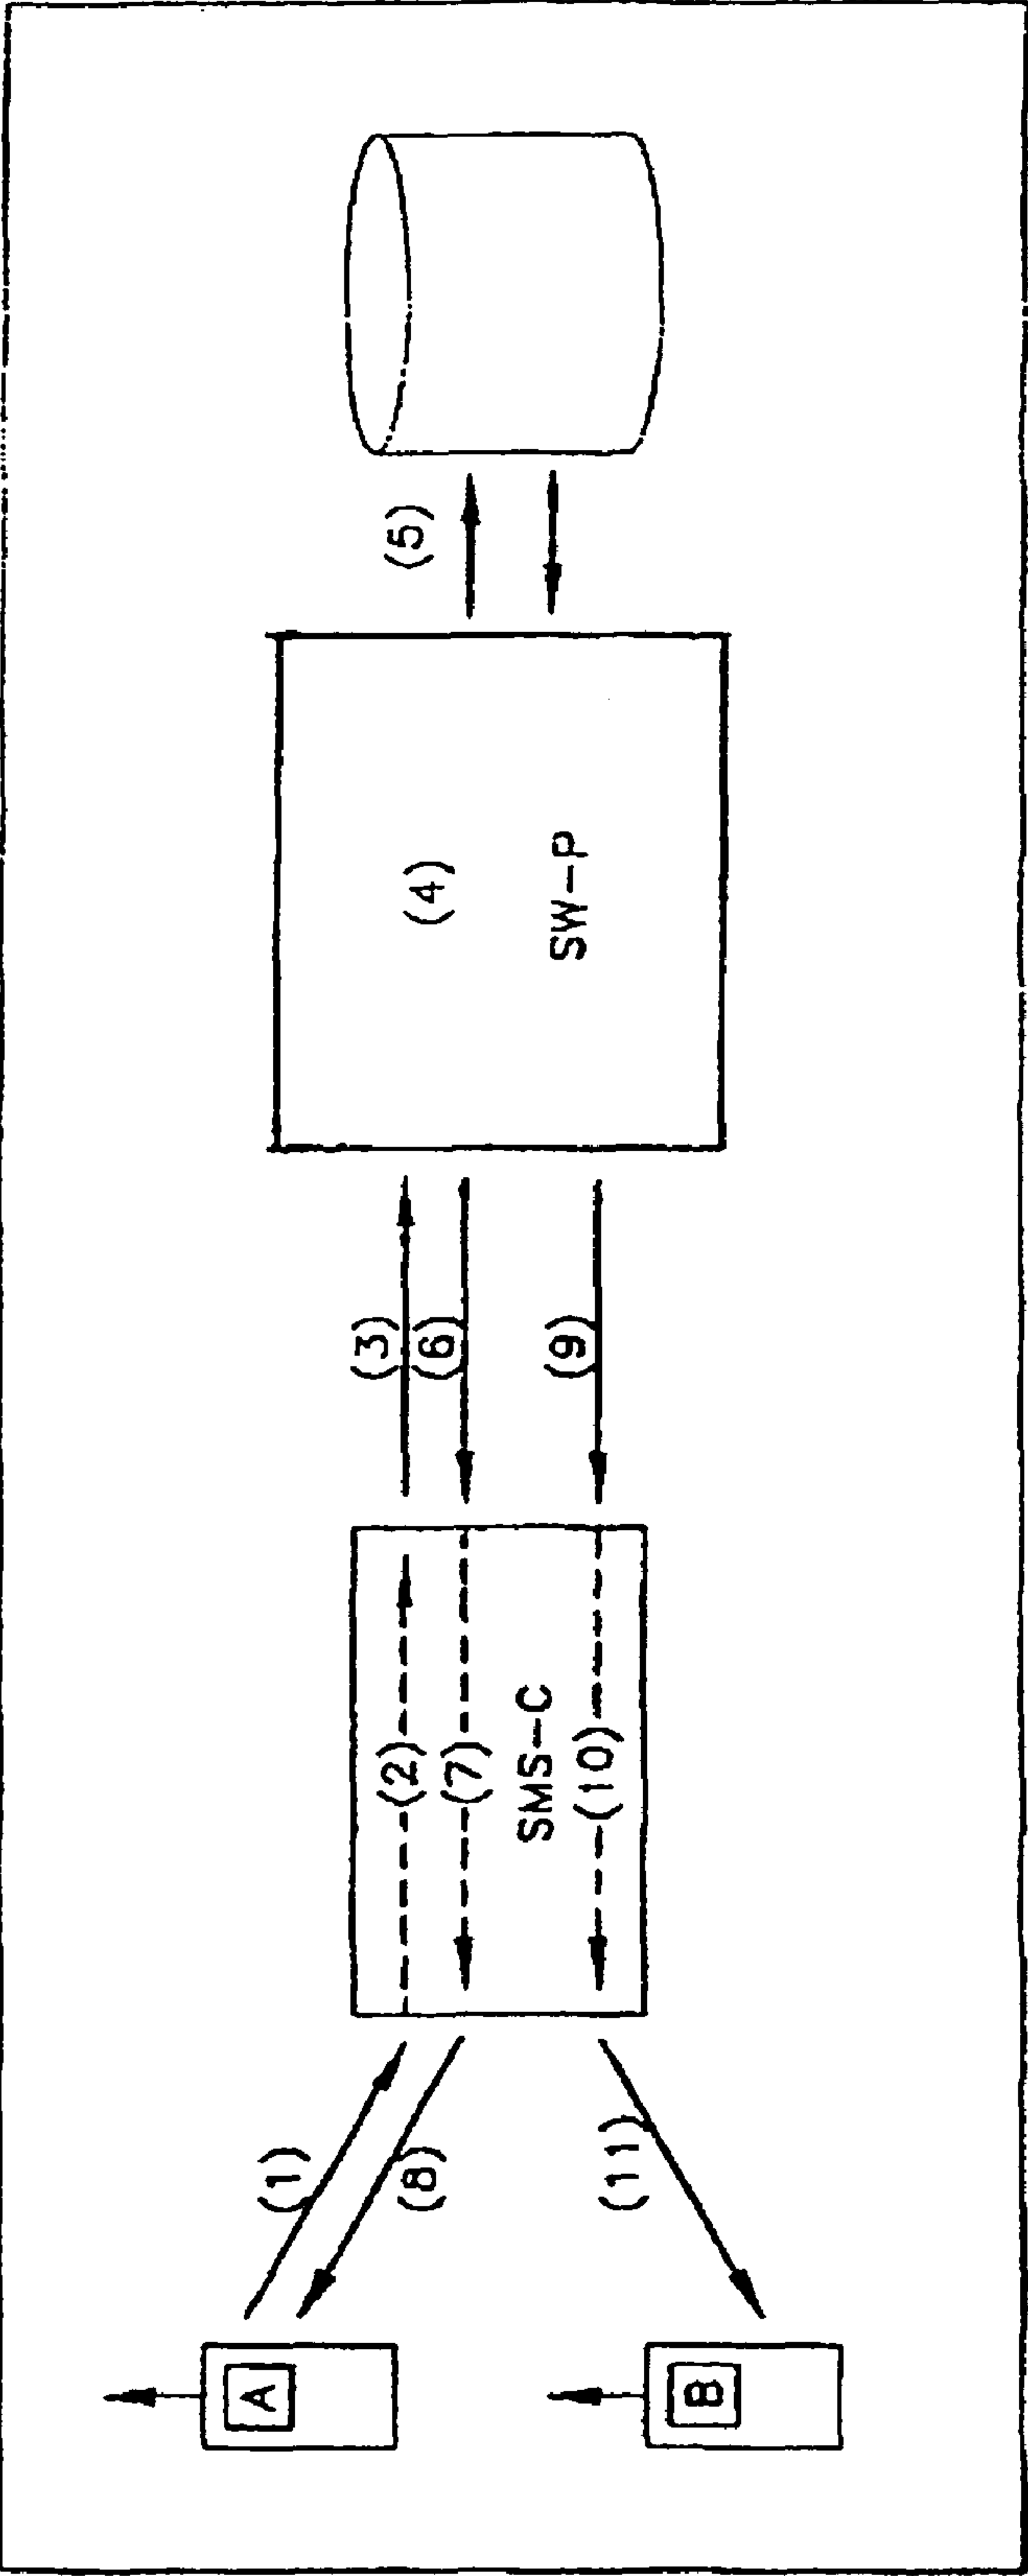 A
B
(1)
(8)
(11)
(2)
(7)
SMS-C
(10)
(3)
(6)
(9)
(4)
SW-P
(5)